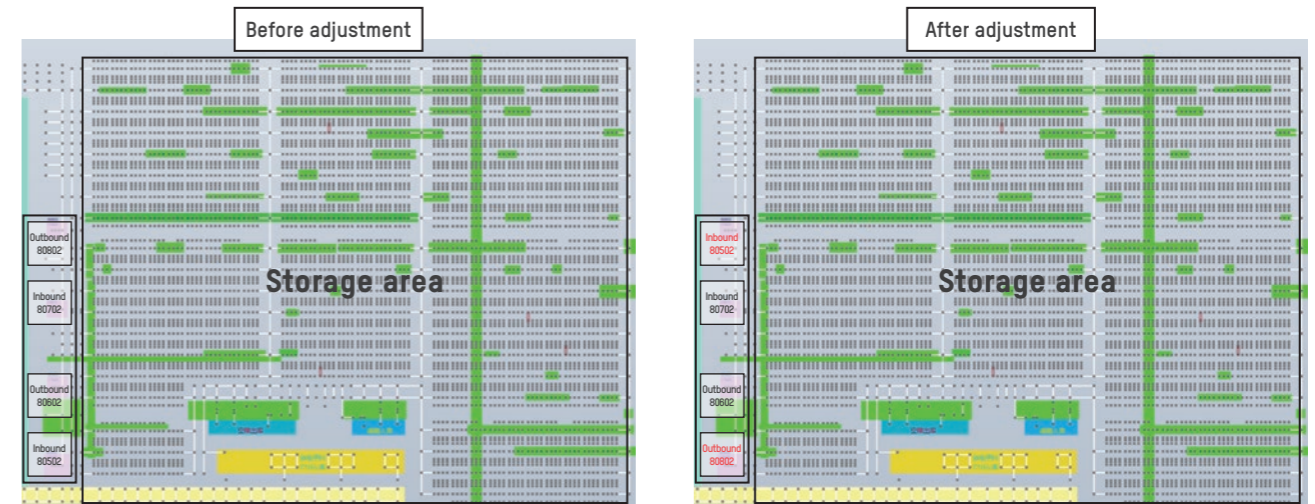 Before adjustment
Outbound
80802
Inbound
80702
Storage area
Outbound
80602
Inbound
80502
After adjustment
Inbound
80502
Inbound
80702
Storage area
Outbound
80602
Outbound
80802